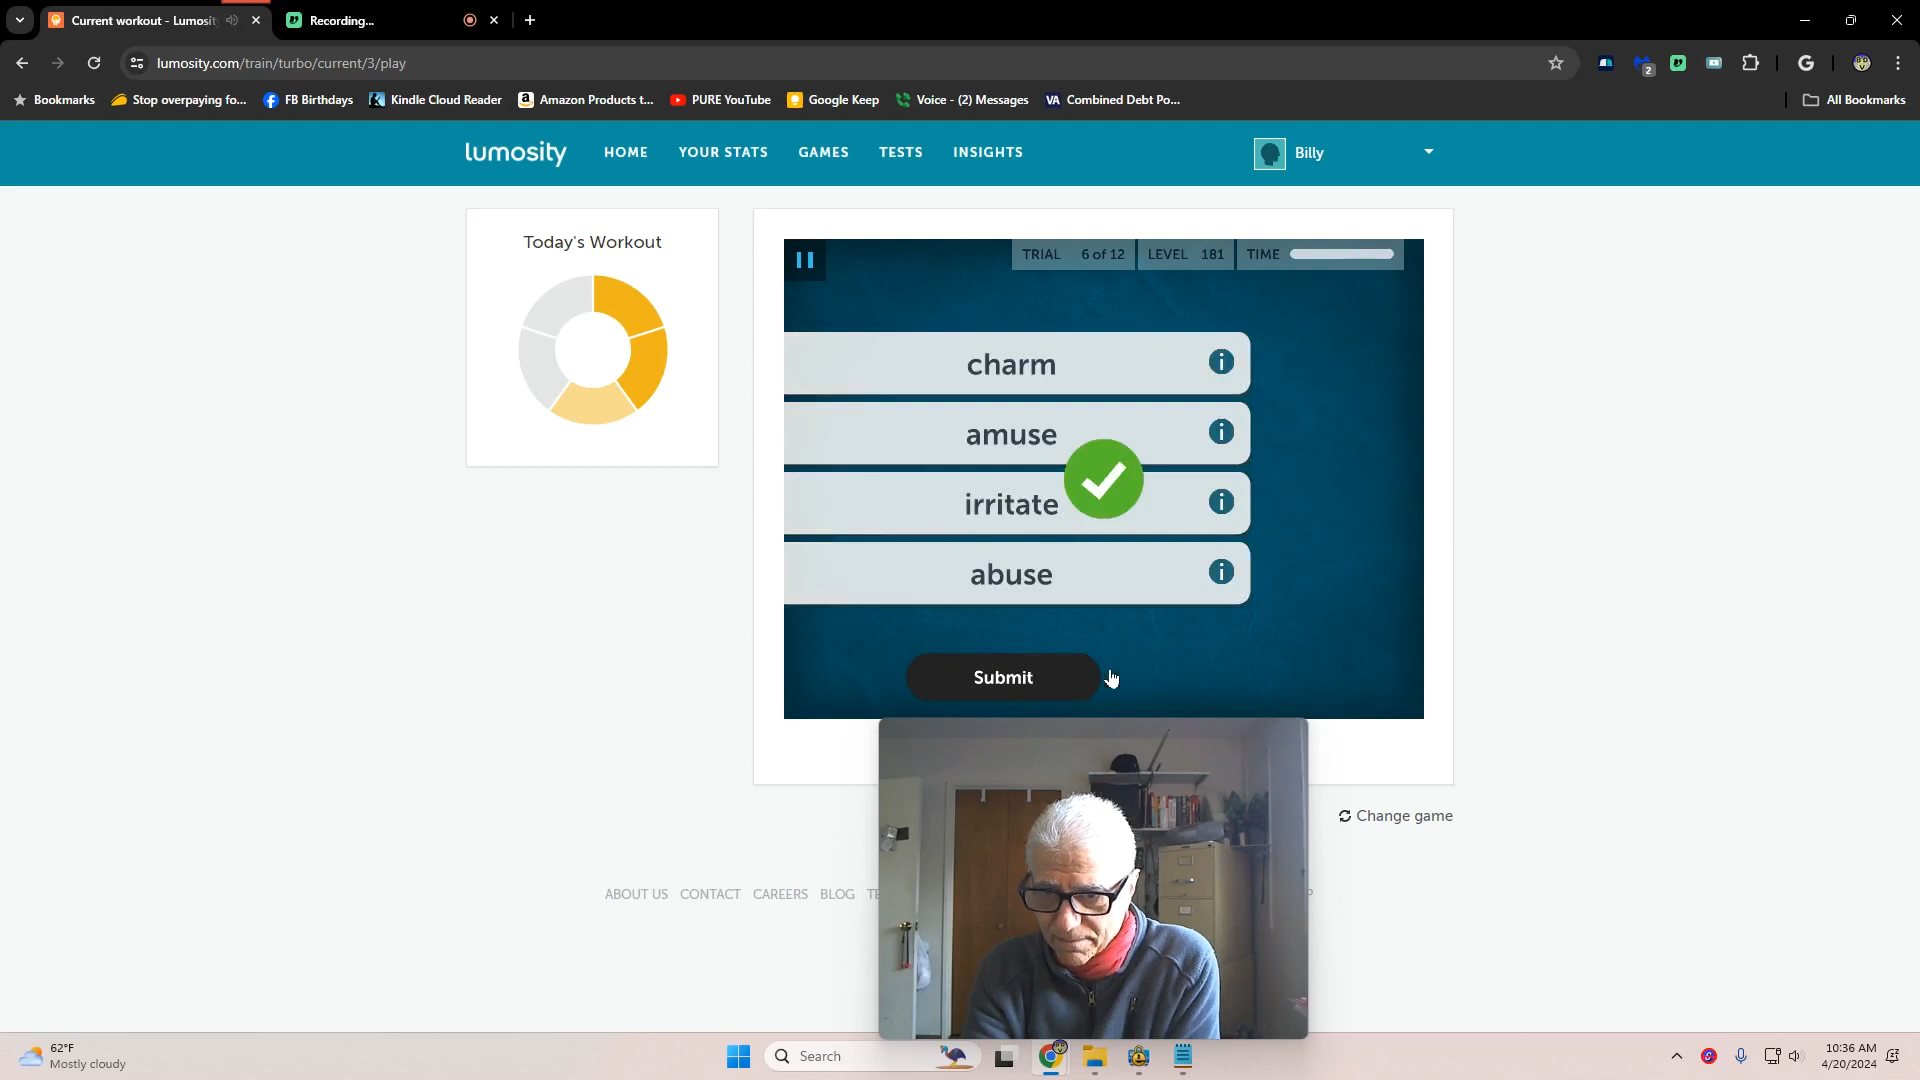 Current workout - Lumosit
Recording...
lumosity.com/train/turbo/current/3/play
2
G
Bookmarks
Stop overpaying fo...
FB Birthdays
Kindle Cloud Reader
Amazon Products t...
PURE YouTube
Google Keep
Voice - (2) Messages
VA Combined Debt Po...
All Bookmarks
lumosity
HOME
YOUR STATS
GAMES
TESTS
INSIGHTS
Billy
Today's Workout
TRIAL 6 of 12
LEVEL 181
TIME
charm
amuse
irritate
abuse
Submit
Change game
ABOUT US
CONTACT
CAREERS
BLOG
62°F
Mostly cloudy
Search
10:36 AM
4/20/2024